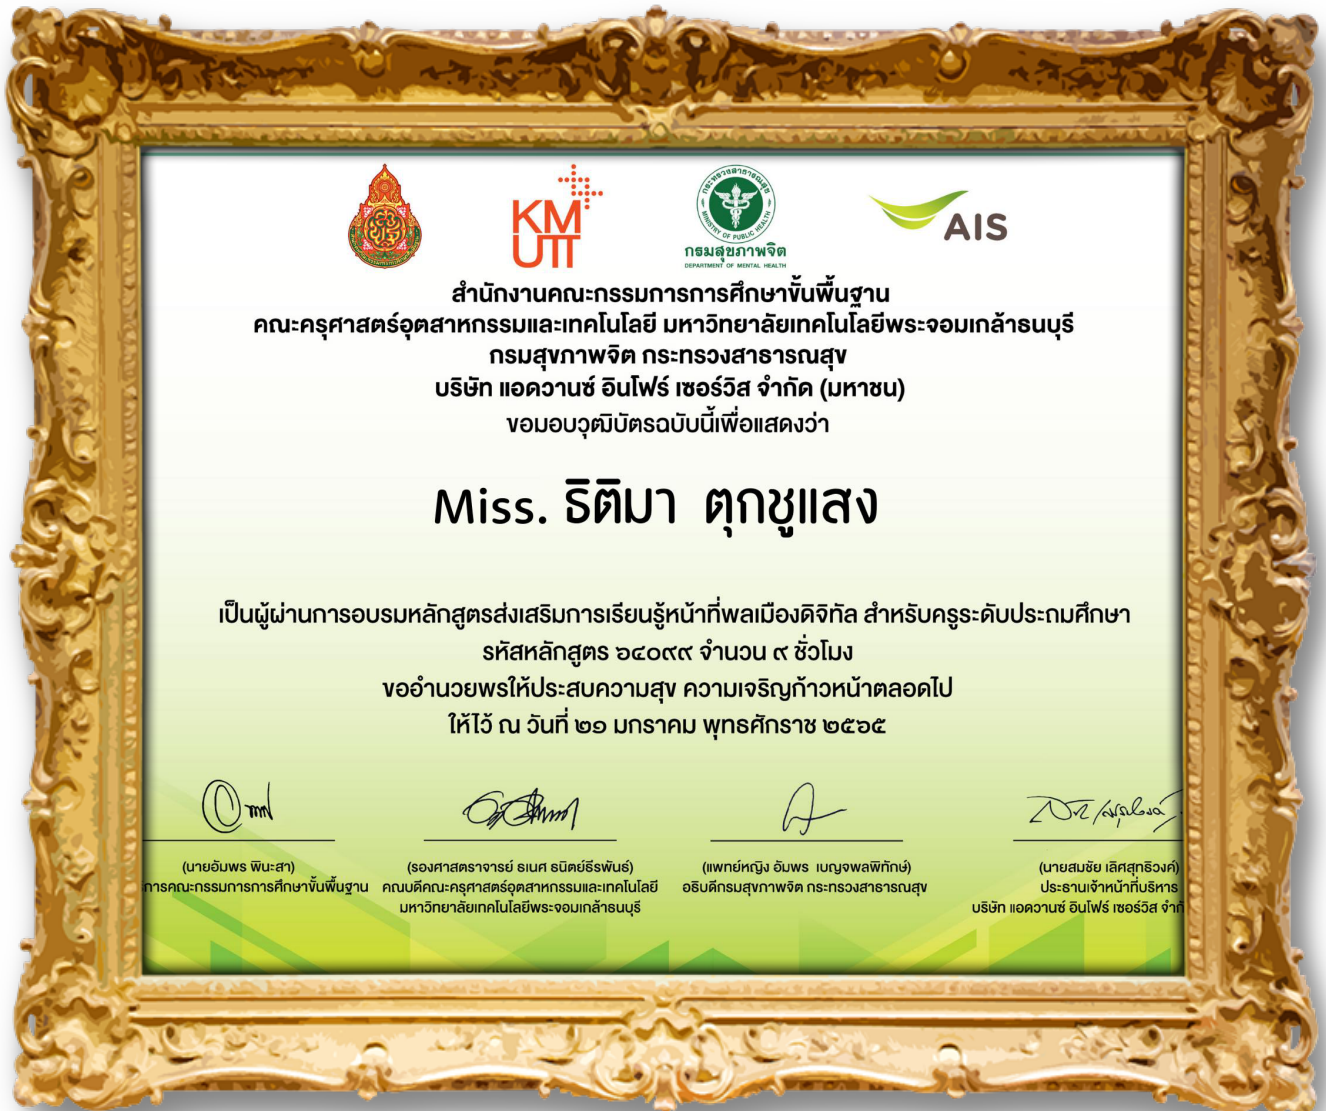 KM
UTT
กระทรวงสาธารณสุข
MINISTRY OF PUBLIC HEALTH
กรมสุขภาพจิต
DEPARTMENT OF MENTAL HEALTH
AIS
สำนักงานคณะกรรมการการศึกษาขั้นพื้นฐาน
คณะครุศาสตร์อุตสาหกรรมและเทคโนโลยี มหาวิทยาลัยเทคโนโลยีพระจอมเกล้าธนบุรี
กรมสุขภาพจิต กระทรวงสาธารณสุข
บริษัท แอดวานซ์ อินโฟร์ เซอร์วิส จำกัด (มหาชน)
ขอมอบวุฒิบัตรฉบับนี้เพื่อแสดงว่า
Miss. ธิติมา ตุกชูแสง
เป็นผู้ผ่านการอบรมหลักสูตรส่งเสริมการเรียนรู้หน้าที่พลเมืองดิจิทัล สำหรับครูระดับประถมศึกษา
รหัสหลักสูตร ๖๔๐๙๙ จำนวน ๙ ชั่วโมง
ขออำนวยพรให้ประสบความสุข ความเจริญก้าวหน้าตลอดไป
ให้ไว้ ณ วันที่ ๒๑ มกราคม พุทธศักราช ๒๕๖๕
(นายอัมพร พินะสา)
การคณะกรรมการการศึกษาขั้นพื้นฐาน
(รองศาสตราจารย์ ธเนศ ธนิตย์ธีรพันธ์)
คณบดีคณะครุศาสตร์อุตสาหกรรมและเทคโนโลยี
มหาวิทยาลัยเทคโนโลยีพระจอมเกล้าธนบุรี
(แพทย์หญิง อัมพร เบญจพลพิทักษ์)
อธิบดีกรมสุขภาพจิต กระทรวงสาธารณสุข
(นายสมชัย เลิศสุทธิวงค์)
ประธานเจ้าหน้าที่บริหาร
บริษัท แอดวานซ์ อินโฟร์ เซอร์วิส จำกั